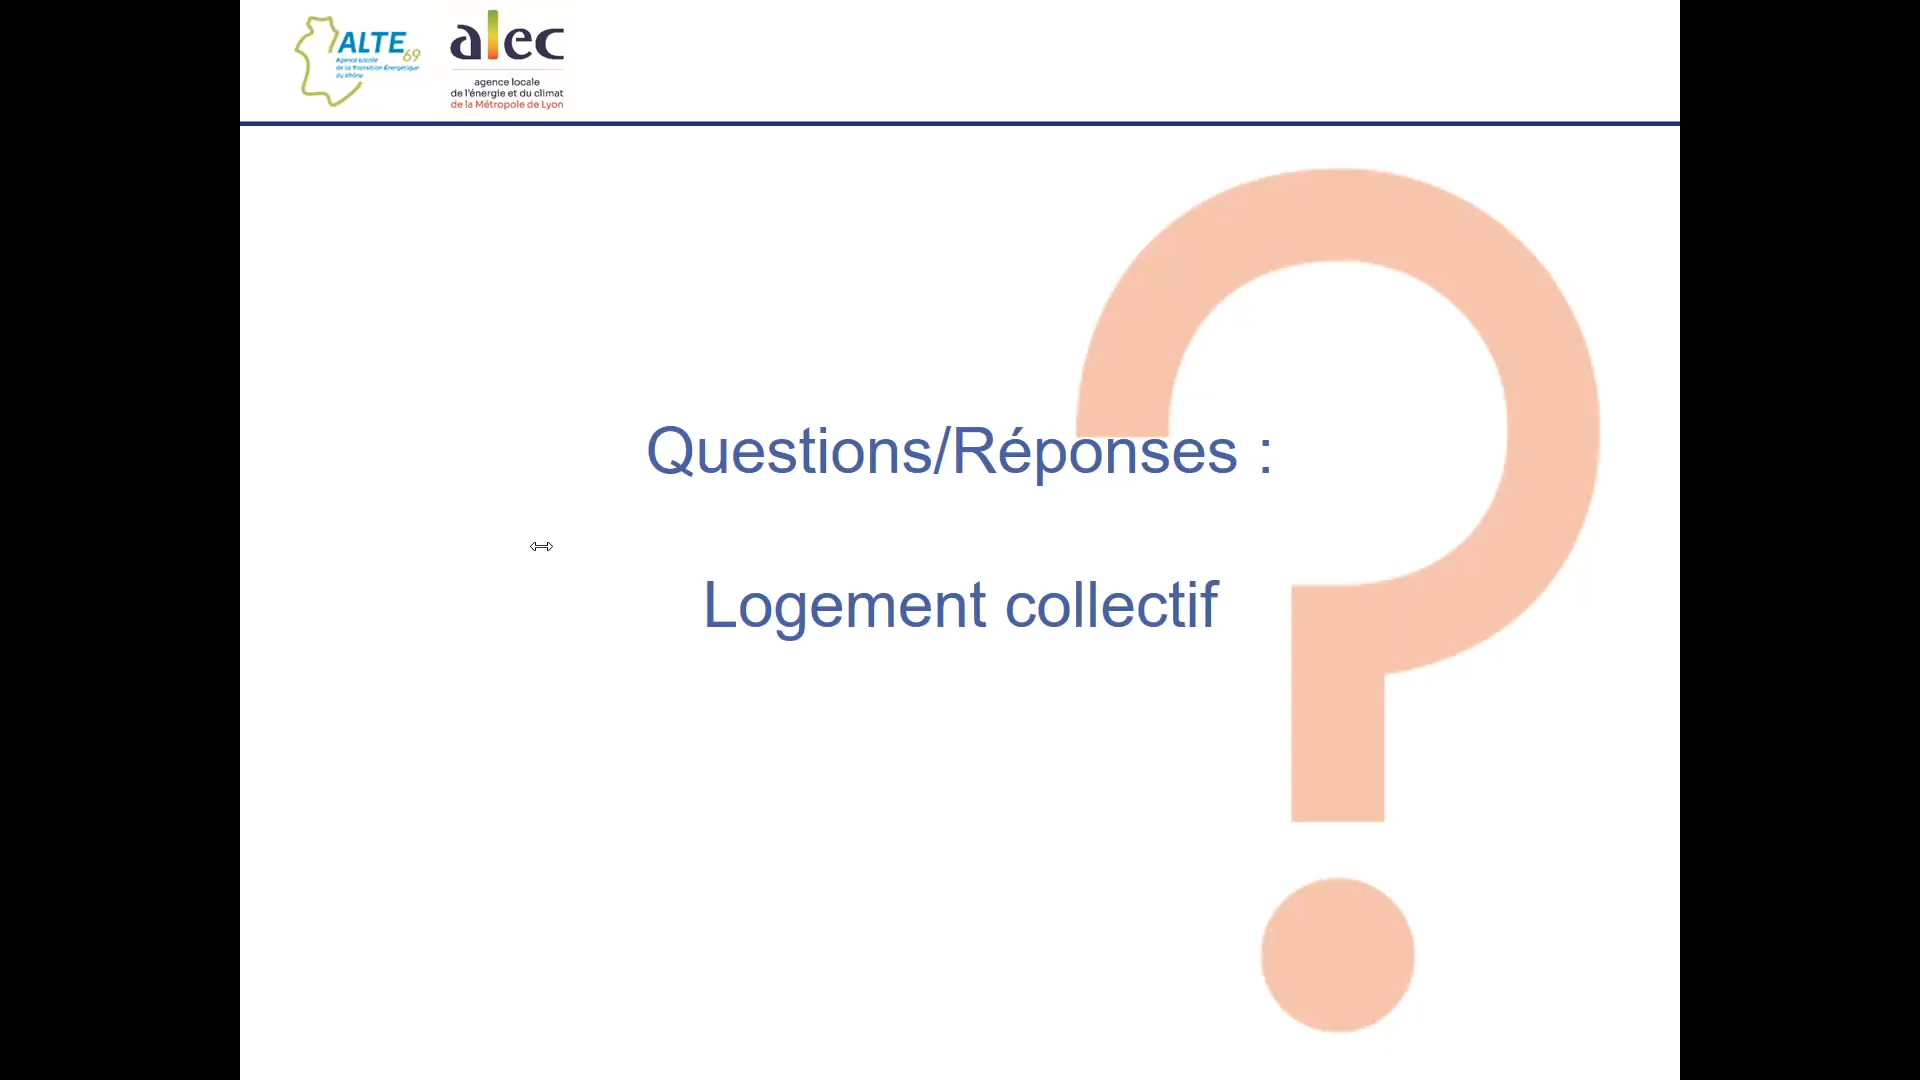 ALTE 69
Agence Locale
de la Transition Énergétique
du Rhône
alec
agence locale
de l'énergie et du climat
de la Métropole de Lyon
Questions/Réponses :
Logement collectif
?